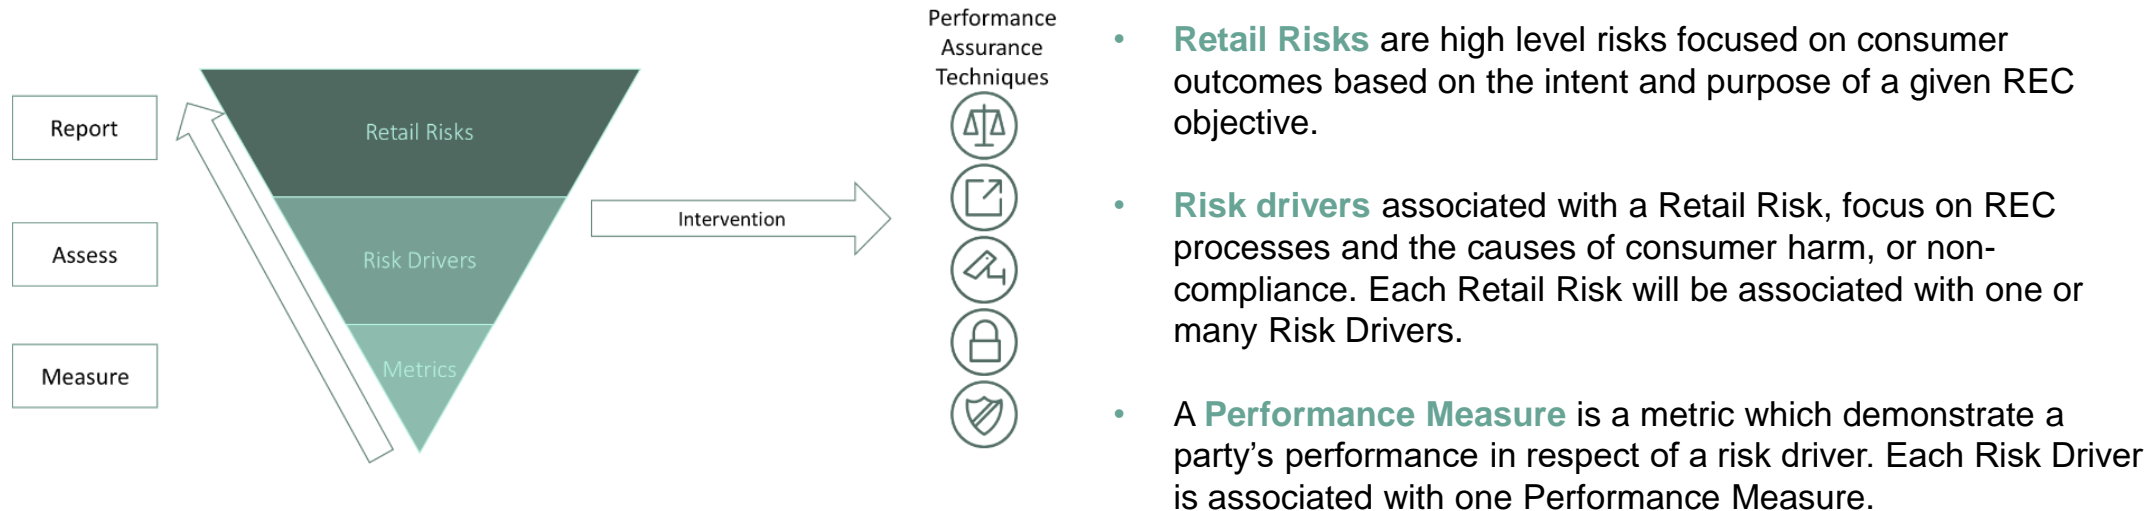 Report
Assess
Measure
Retail Risks
Risk Drivers
Metrics
Intervention
Performance
Assurance
Techniques
• Retail Risks are high level risks focused on consumer
outcomes based on the intent and purpose of a given REC
objective.
• Risk drivers associated with a Retail Risk, focus on REC
processes and the causes of consumer harm, or non-
compliance. Each Retail Risk will be associated with one or
many Risk Drivers.
• A Performance Measure is a metric which demonstrate a
party’s performance in respect of a risk driver. Each Risk Driver
is associated with one Performance Measure.